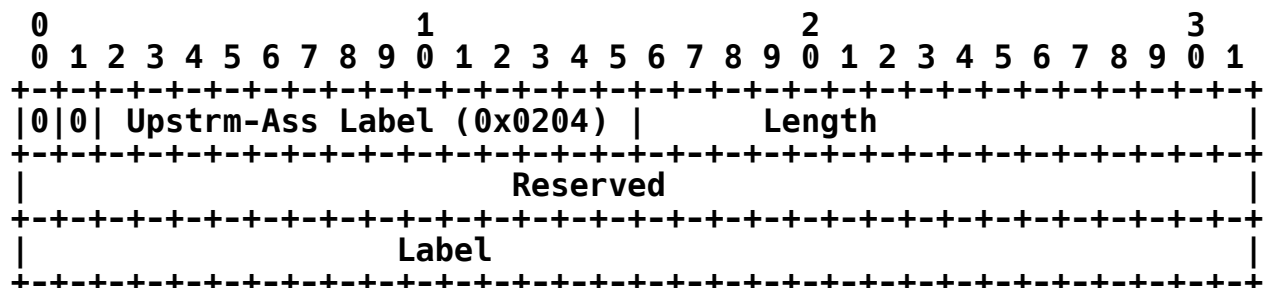 0                   1                   2                   3
 0 1 2 3 4 5 6 7 8 9 0 1 2 3 4 5 6 7 8 9 0 1 2 3 4 5 6 7 8 9 0 1
+-+-+-+-+-+-+-+-+-+-+-+-+-+-+-+-+-+-+-+-+-+-+-+-+-+-+-+-+-+-+-+-+
|0|0| Upstrm-Ass Label (0x0204) |      Length                   |
+-+-+-+-+-+-+-+-+-+-+-+-+-+-+-+-+-+-+-+-+-+-+-+-+-+-+-+-+-+-+-+-+
|                         Reserved                              |
+-+-+-+-+-+-+-+-+-+-+-+-+-+-+-+-+-+-+-+-+-+-+-+-+-+-+-+-+-+-+-+-+
|                   Label                                       |
+-+-+-+-+-+-+-+-+-+-+-+-+-+-+-+-+-+-+-+-+-+-+-+-+-+-+-+-+-+-+-+-+